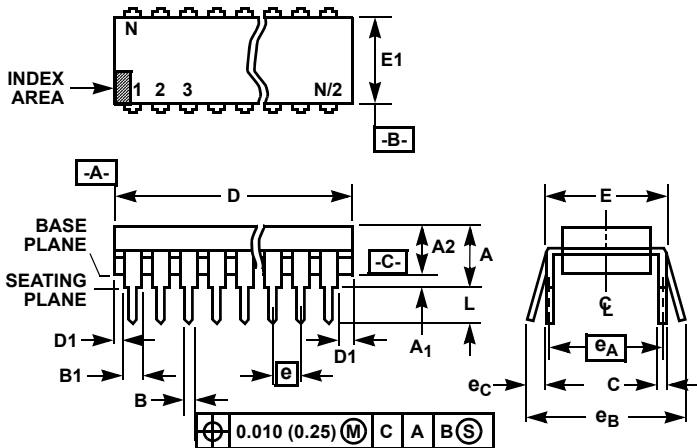 N
E1
INDEX
AREA
1 2 3 N/2
-B-
-A-
D
E
BASE
PLANE
A2
A
-C-
SEATING
PLANE
L
C L
D1
A1
D1
eA
B1
e
eC
C
B
eB
0.010 (0.25) M C A B S